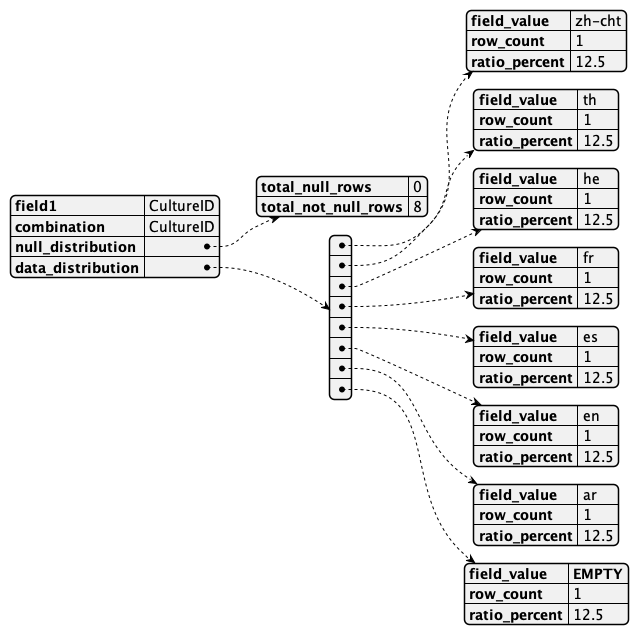 field1 CultureID
combination CultureID
null_distribution
data_distribution
total_null_rows 0
total_not_null_rows 8
field_value zh-cht
row_count 1
ratio_percent 12.5
field_value th
row_count 1
ratio_percent 12.5
field_value he
row_count 1
ratio_percent 12.5
field_value fr
row_count 1
ratio_percent 12.5
field_value es
row_count 1
ratio_percent 12.5
field_value en
row_count 1
ratio_percent 12.5
field_value ar
row_count 1
ratio_percent 12.5
field_value EMPTY
row_count 1
ratio_percent 12.5